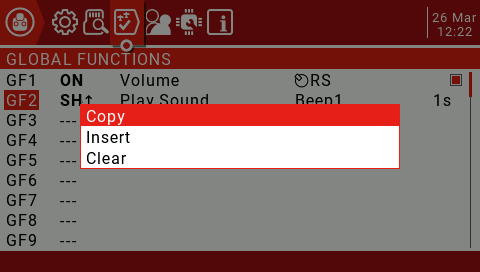 26 Mar
12:22
GLOBAL FUNCTIONS
GF1 ON Volume RS
GF2 SH↑ Play Sound Beep1 1s
GF3 ---
Copy
GF4 ---
Insert
GF5 ---
Clear
GF6 ---
GF7 ---
GF8 ---
GF9 ---